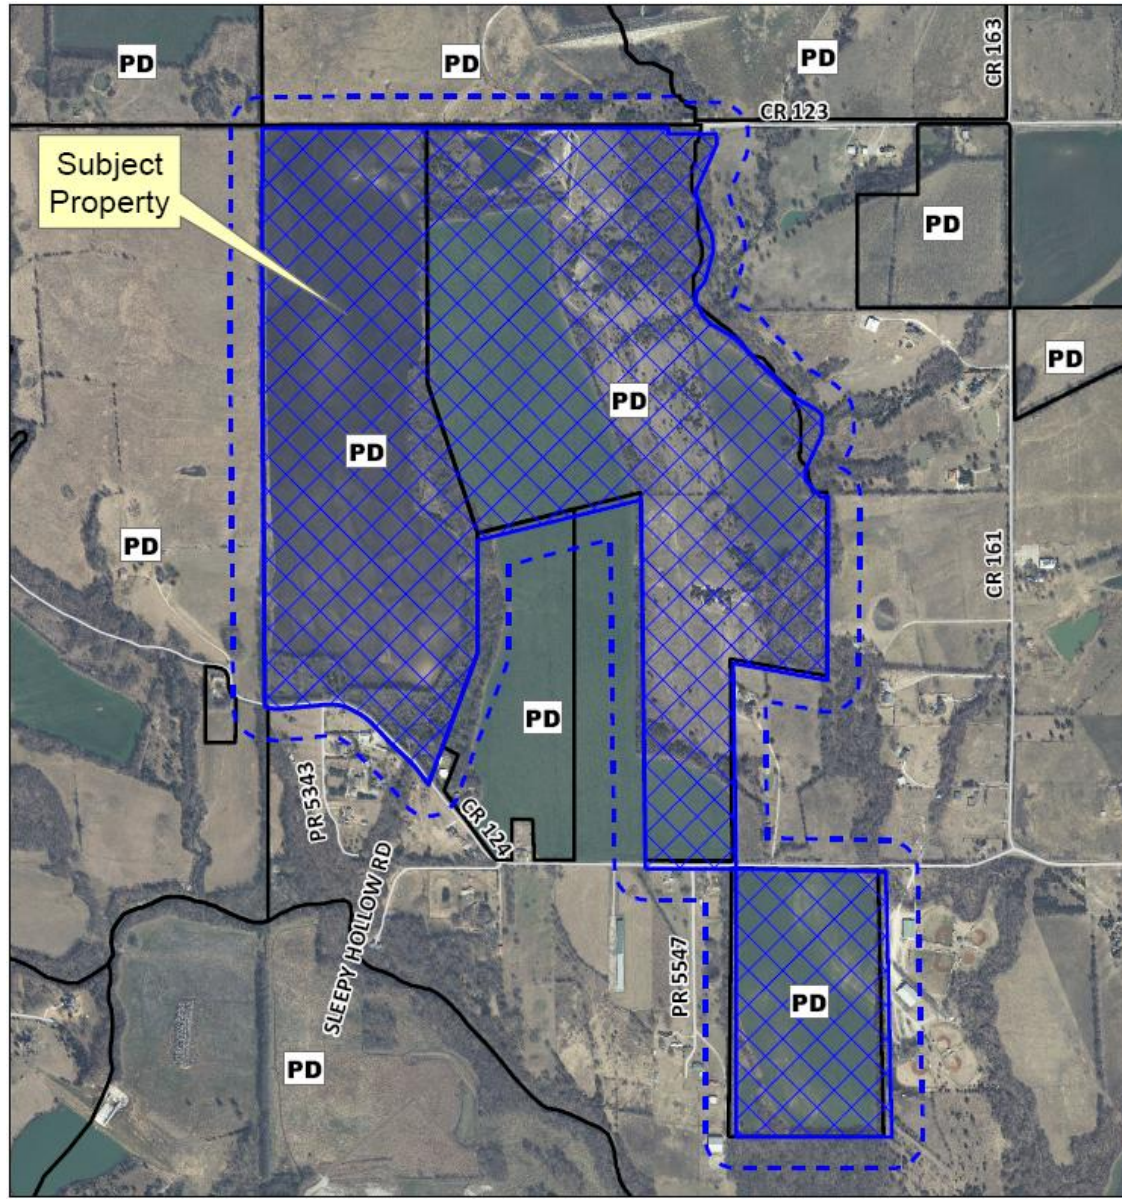 PD
PD
PD
CR 163
CR 123
Subject
Property
PD
PD
PD
PD
PD
CR 161
PD
PR 5343
CR 124
SLEEPY HOLLOW RD
PR 5547
PD
PD